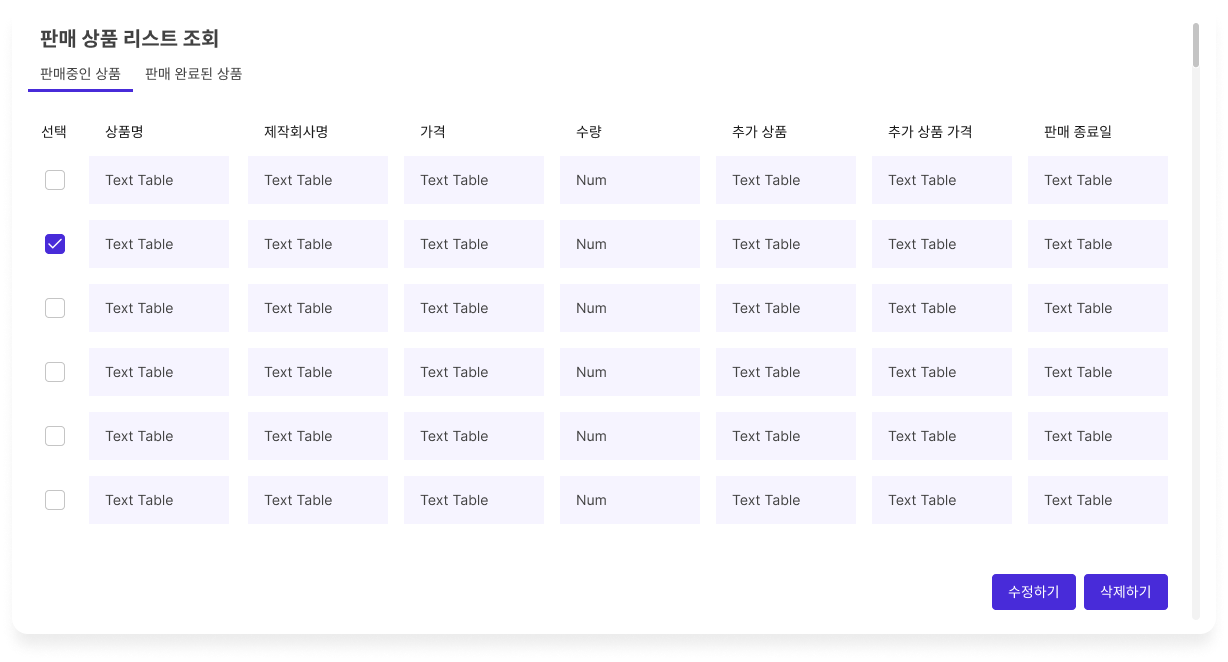 판매 상품 리스트 조회
판매중인 상품 판매 완료된 상품
선택 상품명 제작회사명 가격 수량 추가 상품 추가 상품 가격 판매 종료일
Text Table Text Table Text Table Num Text Table Text Table Text Table
Text Table Text Table Text Table Num Text Table Text Table Text Table
Text Table Text Table Text Table Num Text Table Text Table Text Table
Text Table Text Table Text Table Num Text Table Text Table Text Table
Text Table Text Table Text Table Num Text Table Text Table Text Table
Text Table Text Table Text Table Num Text Table Text Table Text Table
수정하기 삭제하기